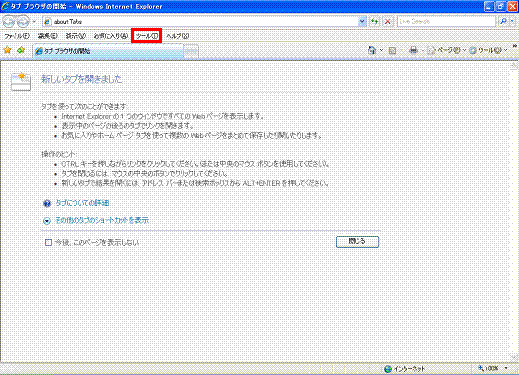 タブ ブラウザの開始 - Windows Internet Explorer
about:Tabs
Live Search
ファイル(F) 編集(E) 表示(V) お気に入り(A) ツール(T) ヘルプ(H)
タブ ブラウザの開始
ページ(P) ツール(O)
新しいタブを開きました
タブを使って次のことができます:
Internet Explorer の 1 つのウィンドウですべての Web ページを表示します。
表示中のページの後ろのタブでリンクを開きます。
お気に入りやホーム ページ タブを使って複数の Web ページをまとめて保存したり開いたりします。
操作のヒント:
CTRL キーを押しながらリンクをクリックしてください。(または中央のマウス ボタンを使用してください。)
タブを閉じるには、マウスの中央のボタンでクリックしてください。
新しいタブで結果を開くには、アドレス バーまたは検索ボックスから ALT+ENTER を押してください。
タブについての詳細
その他のタブのショートカットを表示
今後、このページを表示しない
閉じる
インターネット
100%